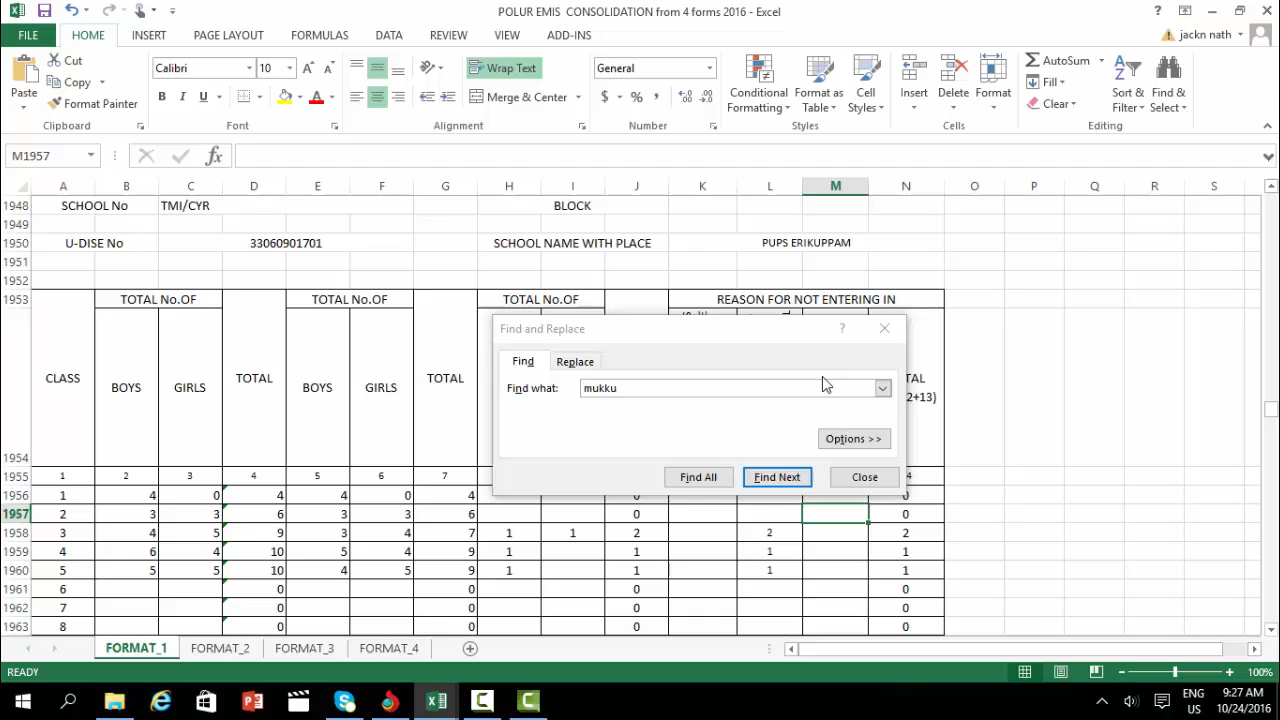 POLUR EMIS  CONSOLIDATION from 4 forms 2016 - Excel
FILE HOME INSERT PAGE LAYOUT FORMULAS DATA REVIEW VIEW ADD-INS jackn nath
Cut Calibri 10 Wrap Text General AutoSum
Copy Fill
Paste Format Painter B I U Merge & Center $ % Conditional Formatting Format as Table Cell Styles Insert Delete Format Clear Sort & Filter Find & Select
Clipboard Font Alignment Number Styles Cells Editing
M1957 fx
A B C D E F G H I J K L M N O P Q R S
1948 SCHOOL No TMI/CYR BLOCK
1949
1950 U-DISE No 33060901701 SCHOOL NAME WITH PLACE PUPS ERIKUPPAM
1951
1952
1953 TOTAL No.OF TOTAL No.OF TOTAL No.OF REASON FOR NOT ENTERING IN
Find and Replace ?
Find Replace
Find what: mukku
Options >>
Find All Find Next Close
1954 CLASS BOYS GIRLS TOTAL BOYS GIRLS TOTAL
2+13)
1955 1 2 3 4 5 6 7 4
1956 1 4 0 4 4 0 4 0 0
1957 2 3 3 6 3 3 6 0 0
1958 3 4 5 9 3 4 7 1 1 2 2 2
1959 4 6 4 10 5 4 9 1 1 1 1
1960 5 5 5 10 4 5 9 1 1 1 1
1961 6 0 0 0 0
1962 7 0 0 0 0
1963 8 0 0 0 0
FORMAT_1 FORMAT_2 FORMAT_3 FORMAT_4
READY 100%
ENG 9:27 AM
US 10/24/2016